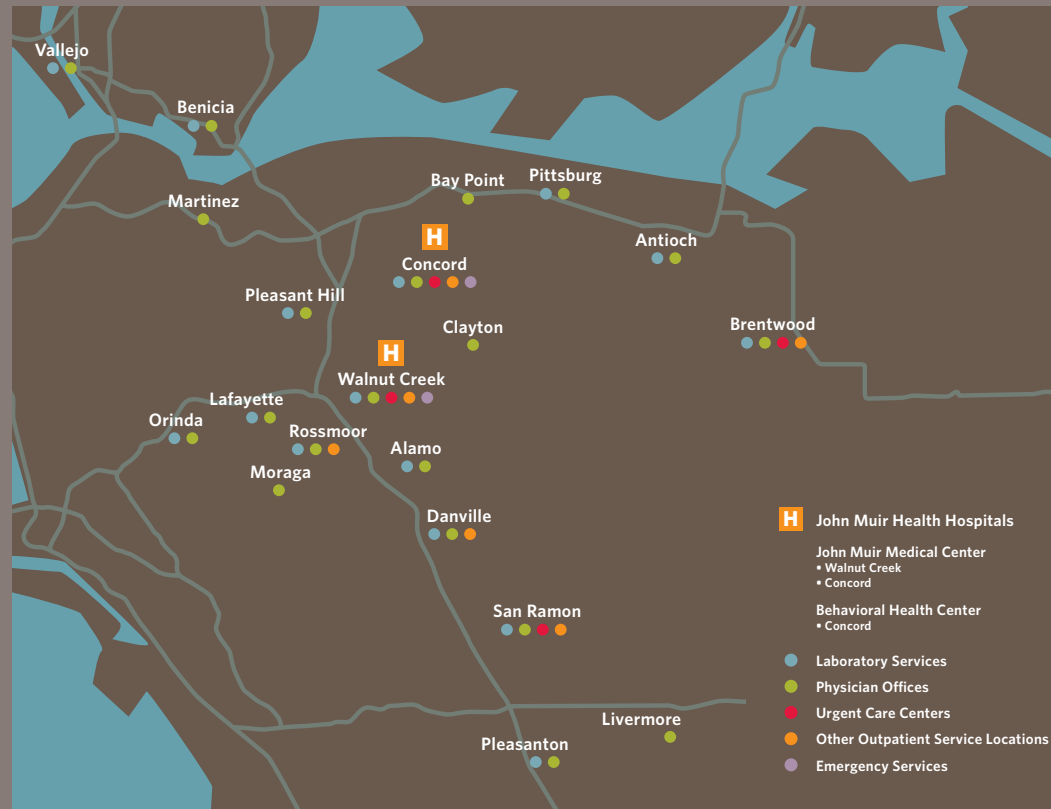 Vallejo
Benicia
Bay Point
Pittsburg
Martinez
H
Antioch
Concord
Pleasant Hill
Clayton
Brentwood
H
Walnut Creek
Lafayette
Orinda
Rossmoor
Alamo
Moraga
Danville
San Ramon
Livermore
Pleasanton
H John Muir Health Hospitals
John Muir Medical Center
• Walnut Creek
• Concord
Behavioral Health Center
• Concord
Laboratory Services
Physician Offices
Urgent Care Centers
Other Outpatient Service Locations
Emergency Services